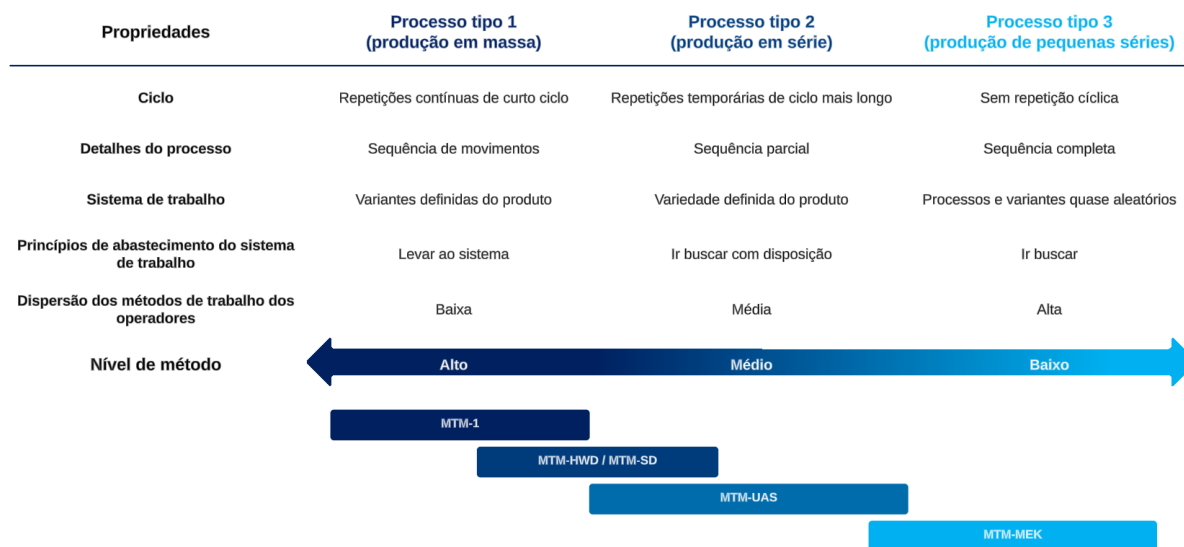 Propriedades
Processo tipo 1
(produção em massa)
Processo tipo 2
(produção em série)
Processo tipo 3
(produção de pequenas séries)
Ciclo
Repetições contínuas de curto ciclo
Repetições temporárias de ciclo mais longo
Sem repetição cíclica
Detalhes do processo
Sequência de movimentos
Sequência parcial
Sequência completa
Sistema de trabalho
Variantes definidas do produto
Variedade definida do produto
Processos e variantes quase aleatórios
Princípios de abastecimento do sistema
de trabalho
Levar ao sistema
Ir buscar com disposição
Ir buscar
Dispersão dos métodos de trabalho dos
operadores
Baixa
Média
Alta
Nível de método
Alto
Médio
Baixo
MTM-1
MTM-HWD / MTM-SD
MTM-UAS
MTM-MEK